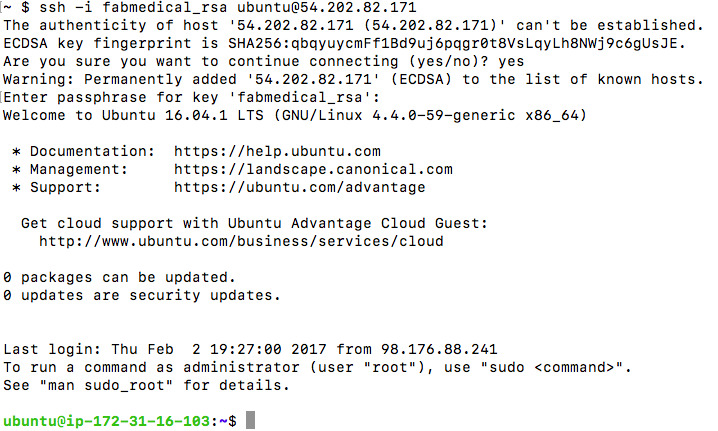 ~ $ ssh -i fabmedical_rsa ubuntu@54.202.82.171
The authenticity of host '54.202.82.171 (54.202.82.171)' can't be established.
ECDSA key fingerprint is SHA256:qbqyuycmFf1Bd9uj6pqgr0t8VsLqyLh8NWj9c6gUsJE.
Are you sure you want to continue connecting (yes/no)? yes
Warning: Permanently added '54.202.82.171' (ECDSA) to the list of known hosts.
Enter passphrase for key 'fabmedical_rsa':
Welcome to Ubuntu 16.04.1 LTS (GNU/Linux 4.4.0-59-generic x86_64)

 * Documentation:  https://help.ubuntu.com
 * Management:     https://landscape.canonical.com
 * Support:        https://ubuntu.com/advantage

  Get cloud support with Ubuntu Advantage Cloud Guest:
    http://www.ubuntu.com/business/services/cloud

0 packages can be updated.
0 updates are security updates.


Last login: Thu Feb  2 19:27:00 2017 from 98.176.88.241
To run a command as administrator (user "root"), use "sudo <command>".
See "man sudo_root" for details.

ubuntu@ip-172-31-16-103:~$